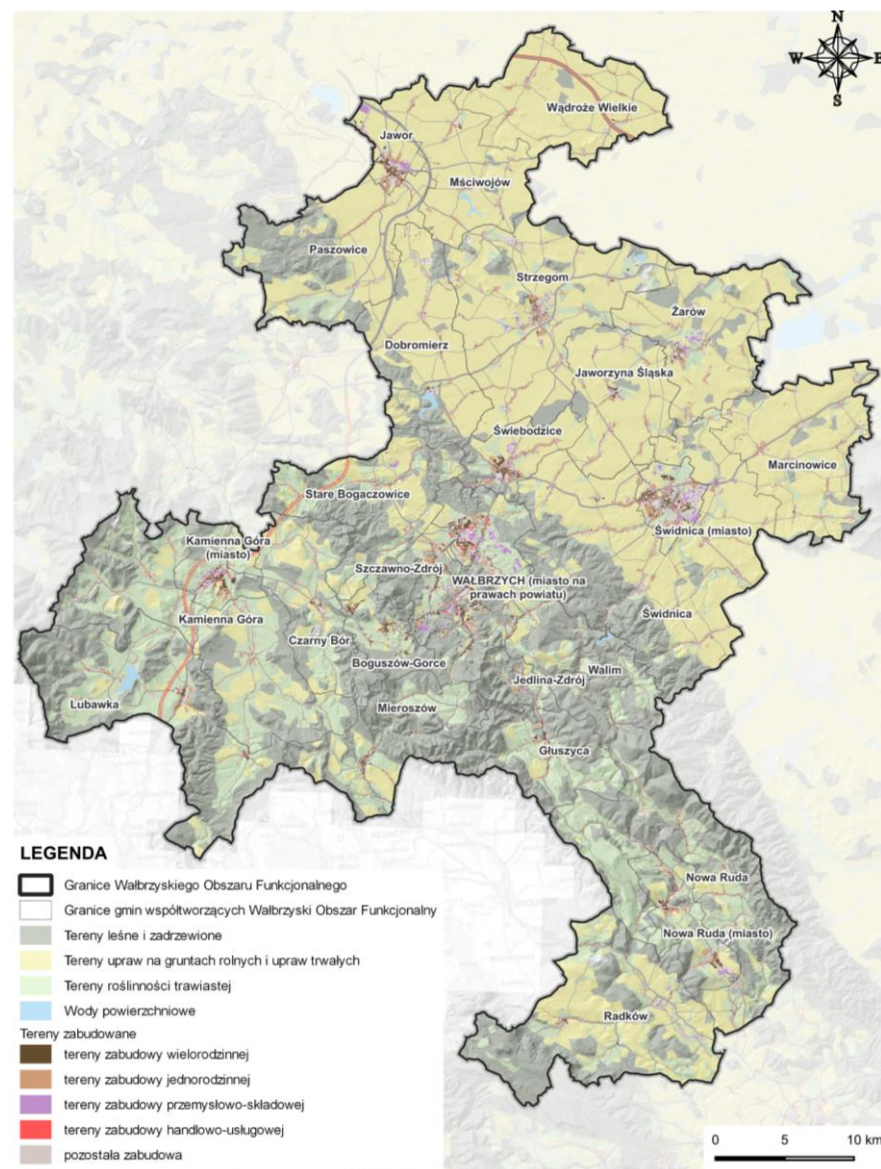 N
W E
S
Wądroże Wielkie
Jawor
Mściwojów
Paszowice
Strzegom
Żarów
Dobromierz
Jaworzyna Śląska
Świebodzice
Marcinowice
Stare Bogaczowice
Świdnica (miasto)
Kamienna Góra
(miasto)
Szczawno-Zdrój
WAŁBRZYCH (miasto na
prawach powiatu)
Kamienna Góra
Świdnica
Czarny Bór
Boguszów-Gorce
Walim
Jedlina-Zdrój
Lubawka
Mieroszów
Głuszyca
Nowa Ruda
Nowa Ruda (miasto)
Radków
LEGENDA
Granice Wałbrzyskiego Obszaru Funkcjonalnego
Granice gmin współtworzących Wałbrzyski Obszar Funkcjonalny
Tereny leśne i zadrzewione
Tereny upraw na gruntach rolnych i upraw trwałych
Tereny roślinności trawiastej
Wody powierzchniowe
Tereny zabudowane
tereny zabudowy wielorodzinnej
tereny zabudowy jednorodzinnej
tereny zabudowy przemysłowo-składowej
tereny zabudowy handlowo-usługowej
pozostała zabudowa
0 5 10 km